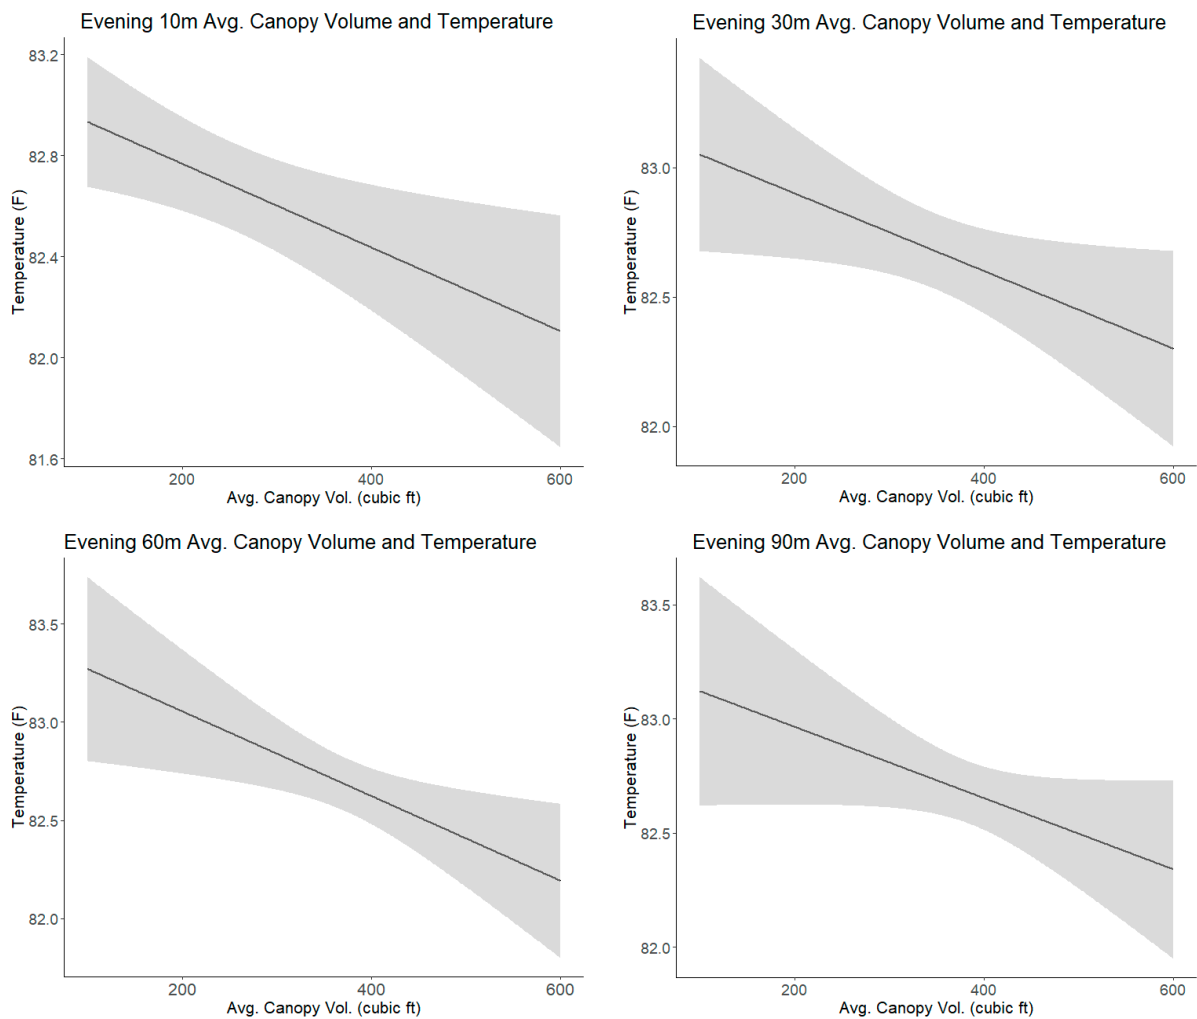 Evening 10m Avg. Canopy Volume and Temperature
83.2
82.8
82.4
82.0
81.6
Temperature (F)
200
400
600
Avg. Canopy Vol. (cubic ft)
Evening 30m Avg. Canopy Volume and Temperature
83.0
82.5
82.0
Temperature (F)
200
400
600
Avg. Canopy Vol. (cubic ft)
Evening 60m Avg. Canopy Volume and Temperature
83.5
83.0
82.5
82.0
Temperature (F)
200
400
600
Avg. Canopy Vol. (cubic ft)
Evening 90m Avg. Canopy Volume and Temperature
83.5
83.0
82.5
82.0
Temperature (F)
200
400
600
Avg. Canopy Vol. (cubic ft)